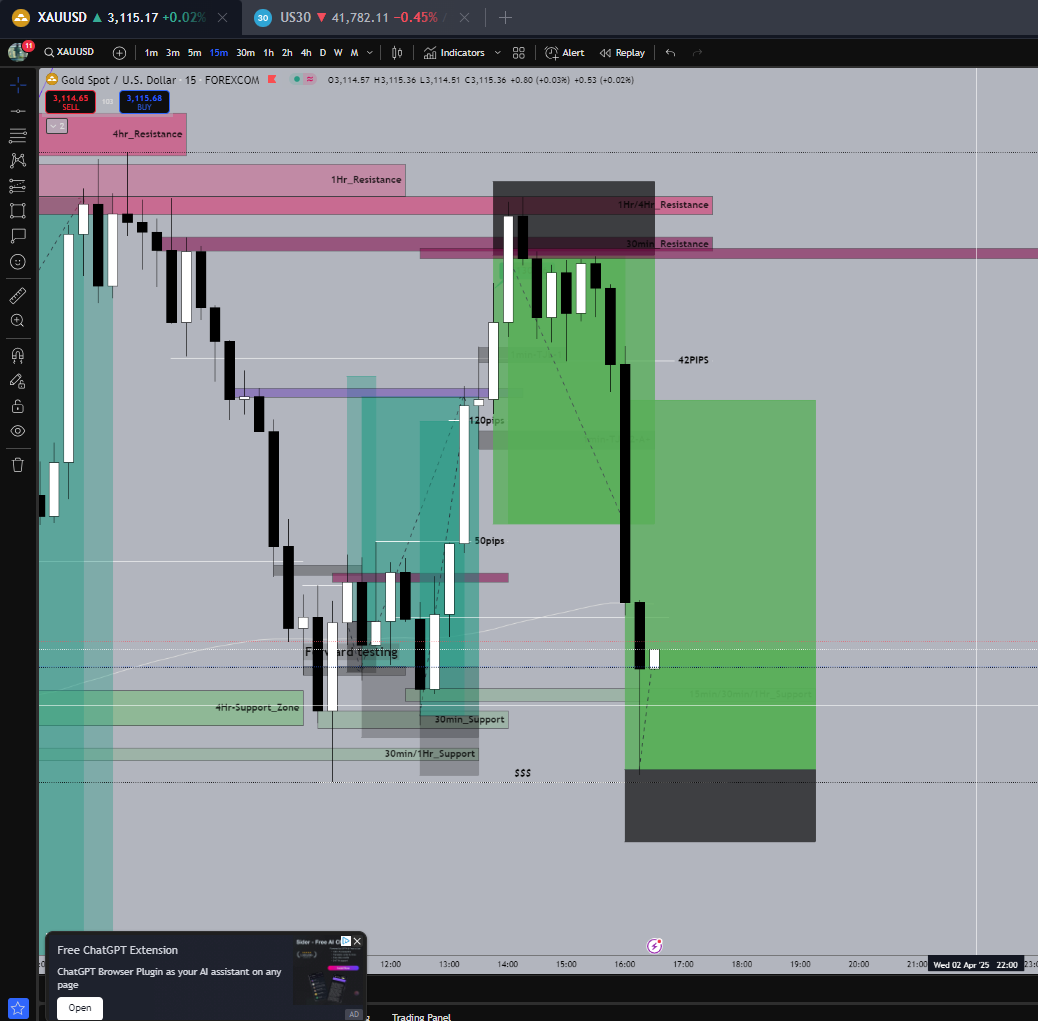 XAUUSD 3,115.17 +0.02% US30 41,782.11 −0.45%
11 XAUUSD 1m 3m 5m 15m 30m 1h 2h 4h D W M Indicators Alert Replay
Gold Spot / U.S. Dollar · 15 · FOREXCOM O3,114.57 H3,115.36 L3,114.51 C3,115.36 +0.80 (+0.03%) +0.53 (+0.02%)
3,114.65 SELL 103 3,115.68 BUY
2
4hr_Resistance
1Hr_Resistance
1Hr/4Hr_Resistance
30min_Resistance
42PIPS
120pips
50pips
Forward testing
15min/30min/1Hr_Support
4Hr-Support_Zone
30min_Support
30min/1Hr_Support
$$$
12:00 13:00 14:00 15:00 16:00 17:00 18:00 19:00 20:00 21:00 Wed 02 Apr '25 22:00 23:0
Free ChatGPT Extension
ChatGPT Browser Plugin as your AI assistant on any
page
Open
AD
Trading Panel